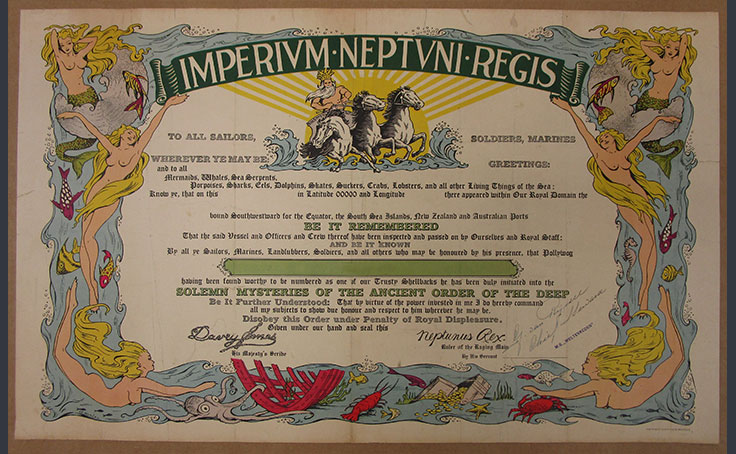 IMPERIVM·NEPTVNI·REGIS
TO ALL SAILORS, SOLDIERS, MARINES
WHEREVER YE MAY BE GREETINGS:
and to all
Mermaids, Whales, Sea Serpents,
Porpoises, Sharks, Eels, Dolphins, Skates, Suckers, Crabs, Lobsters, and all other Living Things of the Sea:
Know ye, that on this in Latitude 00000 and Longitude there appeared within Our Royal Domain the
bound Southwestward for the Equator, the South Sea Islands, New Zealand and Australian Ports
BE IT REMEMBERED
That the said Vessel and Officers and Crew thereof have been inspected and passed on by Ourselves and Royal Staff:
AND BE IT KNOWN
By all ye Sailors, Marines, Landlubbers, Soldiers, and all others who may be honoured by his presence, that Pollywog
having been found worthy to be numbered as one of our Trusty Shellbacks he has been duly initiated into the
SOLEMN MYSTERIES OF THE ANCIENT ORDER OF THE DEEP
Be It Further Understood: That by virtue of the power invested in me I do hereby command
all my subjects to show due honour and respect to him wherever he may be.
Disobey this Order under Penalty of Royal Displeasure.
Given under our hand and seal this
Davey Jones Neptunus Rex
His Majesty's Scribe Ruler of the Raging Main
By His Servant